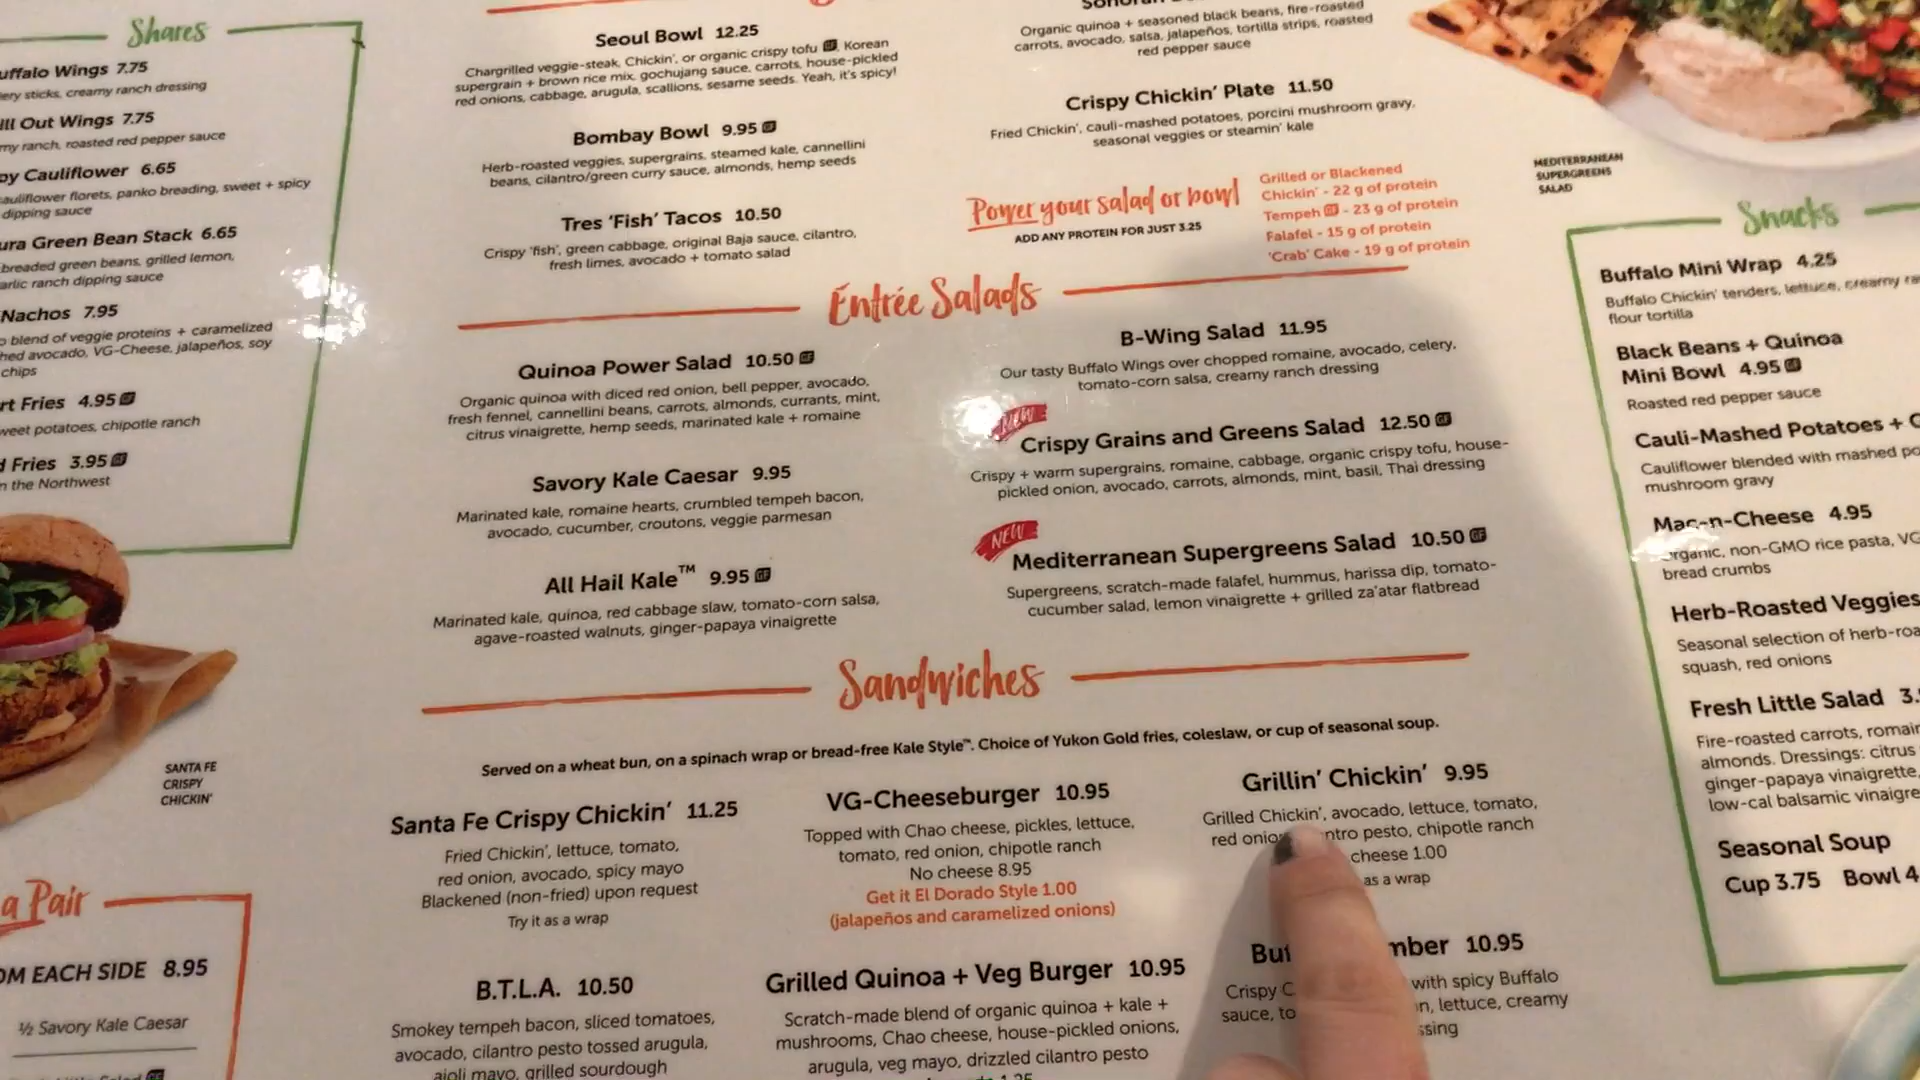 Shares
Wings 7.75
sticks, creamy ranch dressing
Out Wings 7.75
ranch, roasted red pepper sauce
Cauliflower 6.65
florets, panko breading, sweet + spicy
dipping sauce
Green Bean Stack 6.65
breaded green beans, grilled lemon,
ranch dipping sauce
Nachos 7.95
blend of veggie proteins + caramelized
avocado, VG-Cheese, jalapeños, soy
chips
Fries 4.95 GF
potatoes, chipotle ranch
Fries 3.95 GF
the Northwest
SANTA FE
CRISPY
CHICKIN'
a Pair
EACH SIDE 8.95
½ Savory Kale Caesar
Seoul Bowl 12.25
Chargrilled veggie-steak, Chickin', or organic crispy tofu GF, Korean
supergrain + brown rice mix, gochujang sauce, carrots, house-pickled
red onions, cabbage, arugula, scallions, sesame seeds. Yeah, it's spicy!
Bombay Bowl 9.95 GF
Herb-roasted veggies, supergrains, steamed kale, cannellini
beans, cilantro/green curry sauce, almonds, hemp seeds
Tres 'Fish' Tacos 10.50
Crispy 'fish', green cabbage, original Baja sauce, cilantro,
fresh limes, avocado + tomato salad
Organic quinoa + seasoned black beans, fire-roasted
carrots, avocado, salsa, jalapeños, tortilla strips, roasted
red pepper sauce
Crispy Chickin' Plate 11.50
Fried Chickin', cauli-mashed potatoes, porcini mushroom gravy,
seasonal veggies or steamin' kale
Power your salad or bowl
ADD ANY PROTEIN FOR JUST 3.25
Grilled or Blackened
Chickin' - 22 g of protein
Tempeh GF - 23 g of protein
Falafel - 15 g of protein
'Crab' Cake - 19 g of protein
Entrée Salads
Quinoa Power Salad 10.50 GF
Organic quinoa with diced red onion, bell pepper, avocado,
fresh fennel, cannellini beans, carrots, almonds, currants, mint,
citrus vinaigrette, hemp seeds, marinated kale + romaine
Savory Kale Caesar 9.95
Marinated kale, romaine hearts, crumbled tempeh bacon,
avocado, cucumber, croutons, veggie parmesan
All Hail Kale™ 9.95 GF
Marinated kale, quinoa, red cabbage slaw, tomato-corn salsa,
agave-roasted walnuts, ginger-papaya vinaigrette
B-Wing Salad 11.95
Our tasty Buffalo Wings over chopped romaine, avocado, celery,
tomato-corn salsa, creamy ranch dressing
NEW
Crispy Grains and Greens Salad 12.50 GF
Crispy + warm supergrains, romaine, cabbage, organic crispy tofu, house-
pickled onion, avocado, carrots, almonds, mint, basil, Thai dressing
NEW
Mediterranean Supergreens Salad 10.50 GF
Supergreens, scratch-made falafel, hummus, harissa dip, tomato-
cucumber salad, lemon vinaigrette + grilled za'atar flatbread
Sandwiches
Served on a wheat bun, on a spinach wrap or bread-free Kale Style™. Choice of Yukon Gold fries, coleslaw, or cup of seasonal soup.
Santa Fe Crispy Chickin' 11.25
Fried Chickin', lettuce, tomato,
red onion, avocado, spicy mayo
Blackened (non-fried) upon request
Try it as a wrap
B.T.L.A. 10.50
Smokey tempeh bacon, sliced tomatoes,
avocado, cilantro pesto tossed arugula,
aioli mayo, grilled sourdough
VG-Cheeseburger 10.95
Topped with Chao cheese, pickles, lettuce,
tomato, red onion, chipotle ranch
No cheese 8.95
Get it El Dorado Style 1.00
(jalapeños and caramelized onions)
Grilled Quinoa + Veg Burger 10.95
Scratch-made blend of organic quinoa + kale +
mushrooms, Chao cheese, house-pickled onions,
arugula, veg mayo, drizzled cilantro pesto
Grillin' Chickin' 9.95
Grilled Chickin', avocado, lettuce, tomato,
red pesto, chipotle ranch
cheese 1.00
as a wrap
10.95
Crispy with spicy Buffalo
sauce, lettuce, creamy
MEDITERRANEAN
SUPERGREENS
SALAD
Snacks
Buffalo Mini Wrap 4.25
Buffalo Chickin' tenders, lettuce, creamy
flour tortilla
Black Beans + Quinoa
Mini Bowl 4.95 GF
Roasted red pepper sauce
Cauli-Mashed Potatoes +
Cauliflower blended with mashed
mushroom gravy
Mac-n-Cheese 4.95
Organic, non-GMO rice pasta,
bread crumbs
Herb-Roasted Veggies
Seasonal selection of
squash, red onions
Fresh Little Salad
Fire-roasted carrots,
almonds. Dressings: citrus
ginger-papaya vinaigrette,
low-cal balsamic
Seasonal Soup
Cup 3.75 Bowl